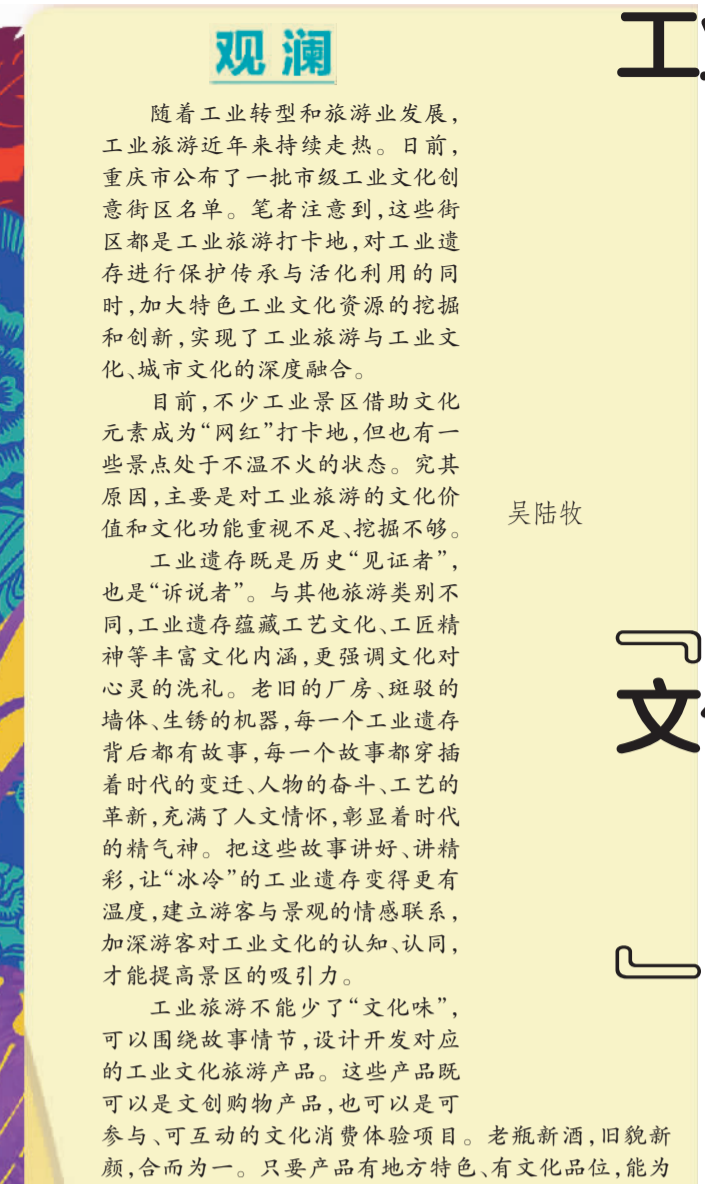 观澜
随着工业转型和旅游业发展，
工业旅游近年来持续走热。日前，
重庆市公布了一批市级工业文化创
意街区名单。笔者注意到，这些街
区都是工业旅游打卡地，对工业遗
存进行保护传承与活化利用的同
时，加大特色工业文化资源的挖掘
和创新，实现了工业旅游与工业文
化、城市文化的深度融合。
目前，不少工业景区借助文化
元素成为“网红”打卡地，但也有一
些景点处于不温不火的状态。究其
原因，主要是对工业旅游的文化价
值和文化功能重视不足、挖掘不够。
工业遗存既是历史“见证者”，
也是“诉说者”。与其他旅游类别不
同，工业遗存蕴藏工艺文化、工匠精
神等丰富文化内涵，更强调文化对
心灵的洗礼。老旧的厂房、斑驳的
墙体、生锈的机器，每一个工业遗存
背后都有故事，每一个故事都穿插
着时代的变迁、人物的奋斗、工艺的
革新，充满了人文情怀，彰显着时代
的精气神。把这些故事讲好、讲精
彩，让“冰冷”的工业遗存变得更有
温度，建立游客与景观的情感联系，
加深游客对工业文化的认知、认同，
才能提高景区的吸引力。
工业旅游不能少了“文化味”，
可以围绕故事情节，设计开发对应
的工业文化旅游产品。这些产品既
可以是文创购物产品，也可以是可
参与、可互动的文化消费体验项目。老瓶新酒，旧貌新
颜，合而为一。只要产品有地方特色、有文化品位，能为
吴陆牧
工
『
文
』